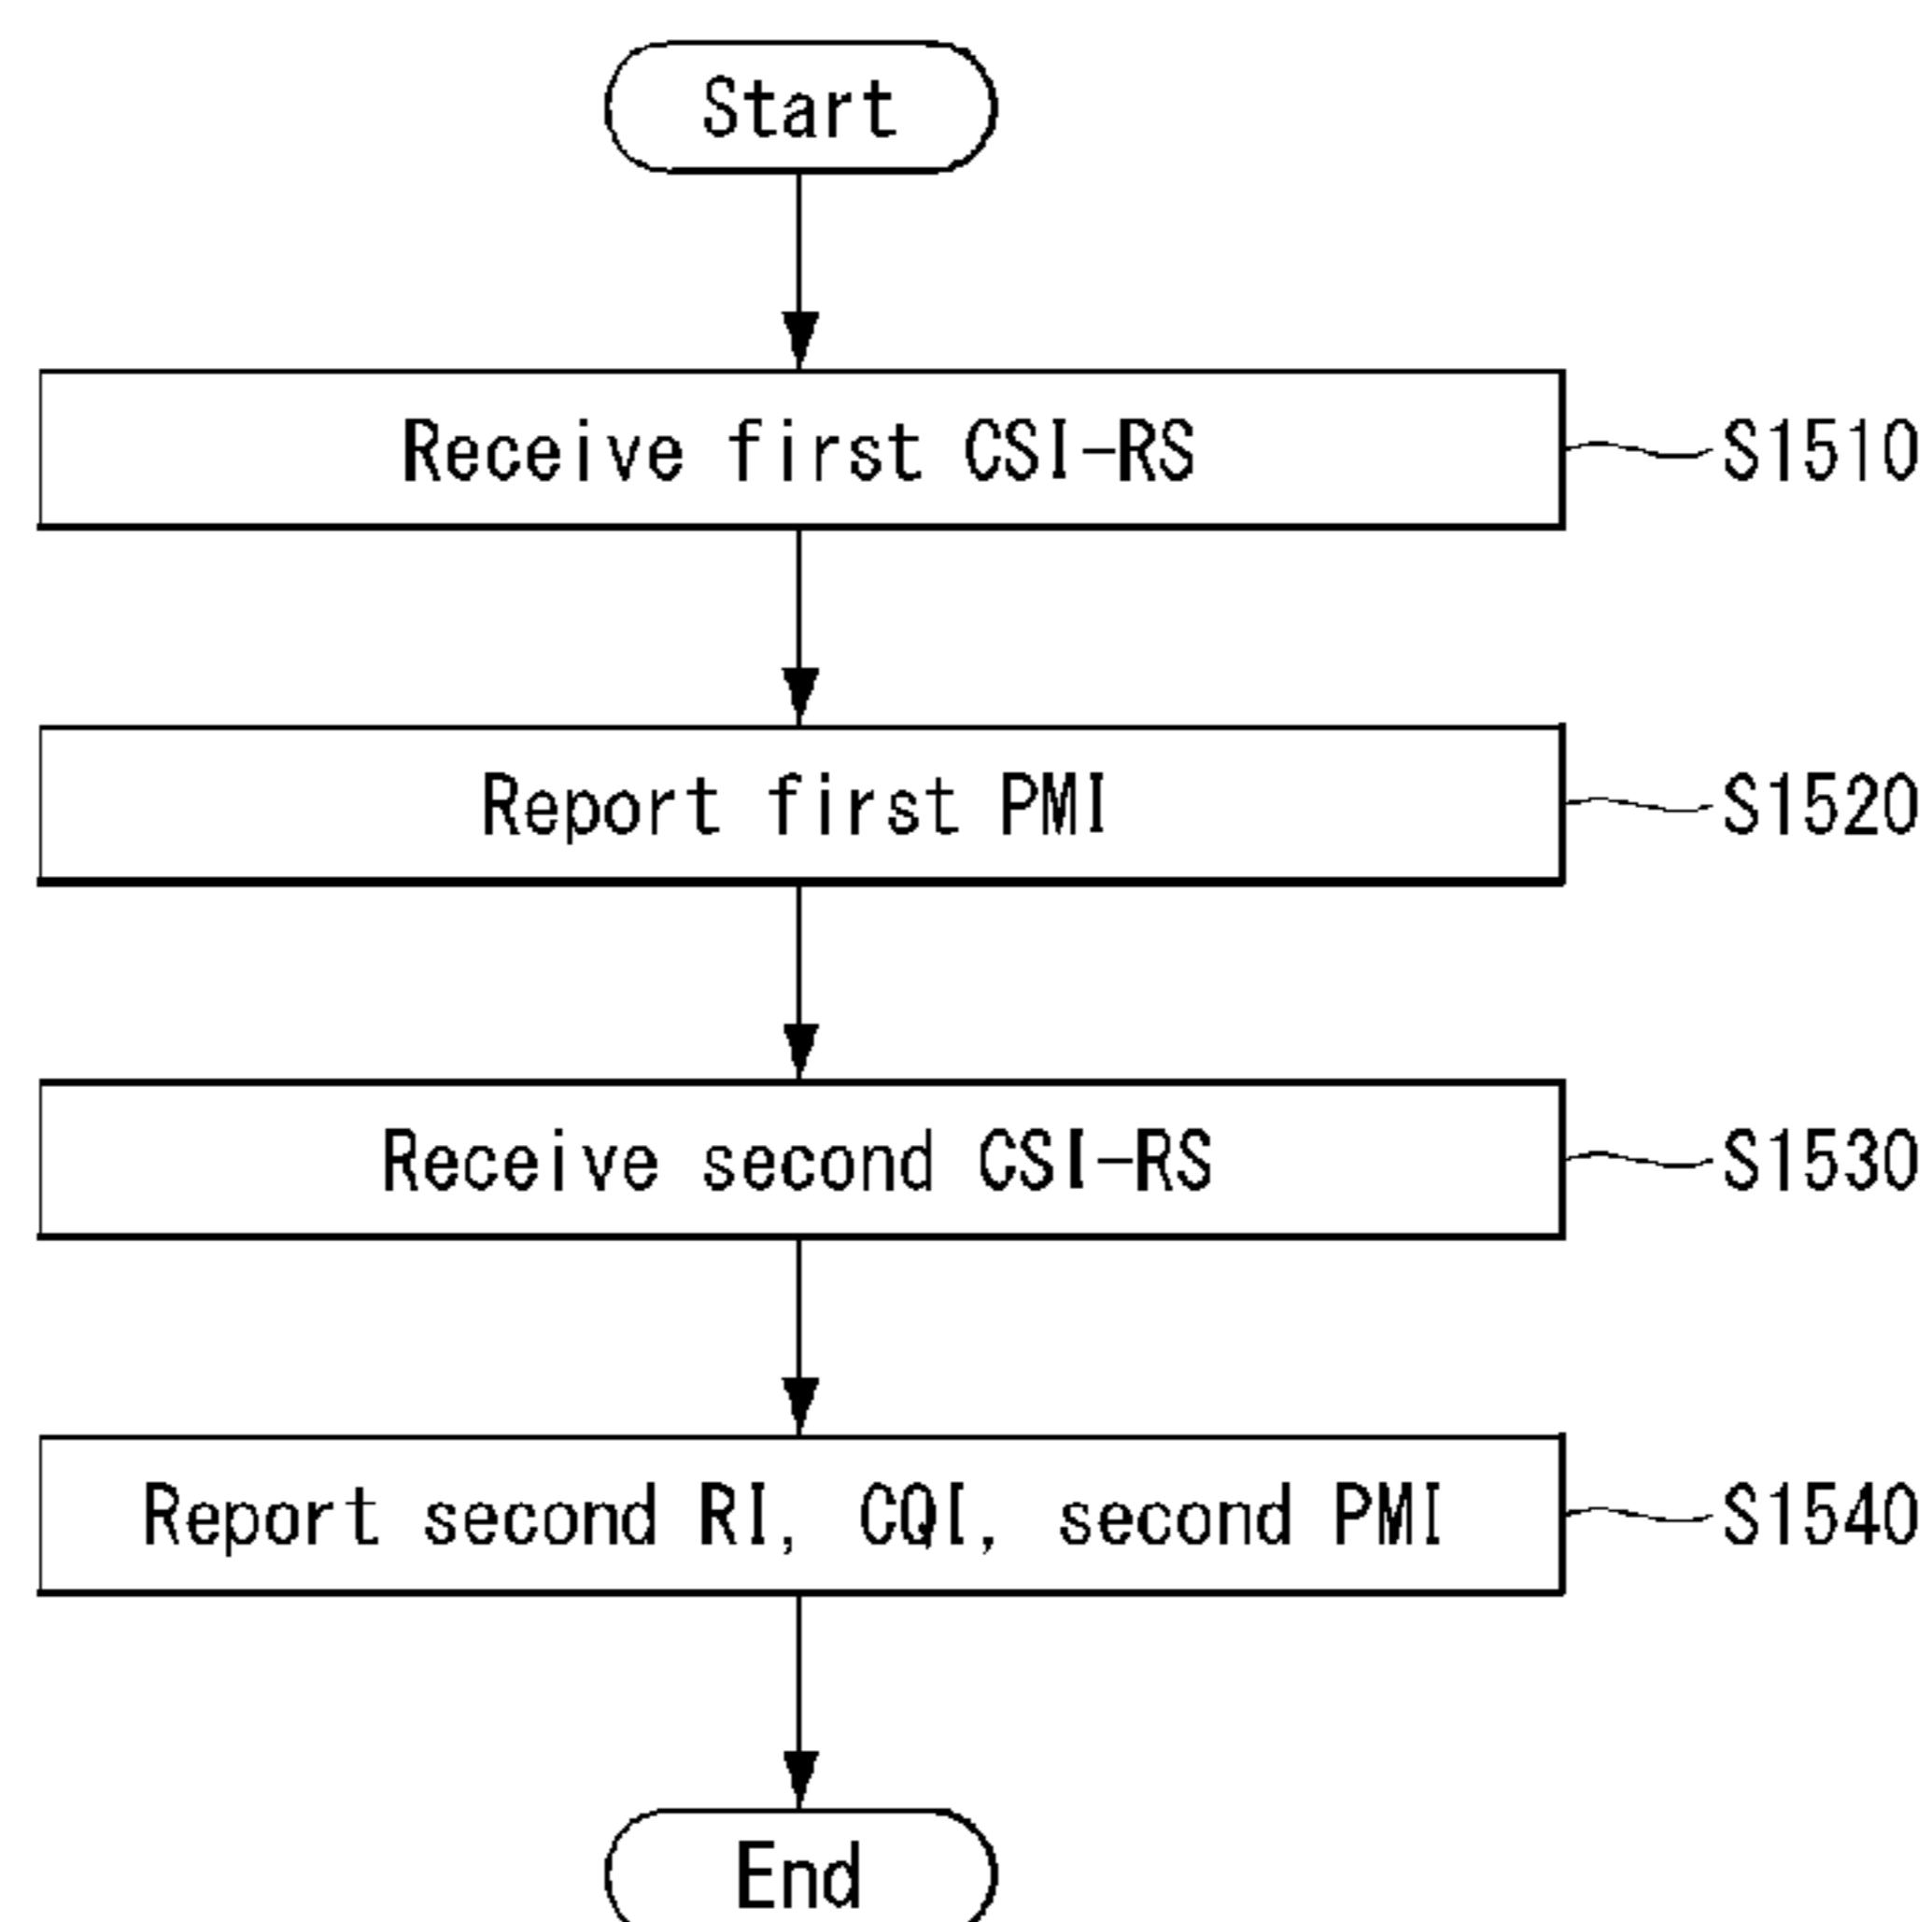 Start
Receive first CSI-RS
S1510
Report first PMI
S1520
Receive second CSI-RS
S1530
Report second RI, CQI, second PMI
S1540
End